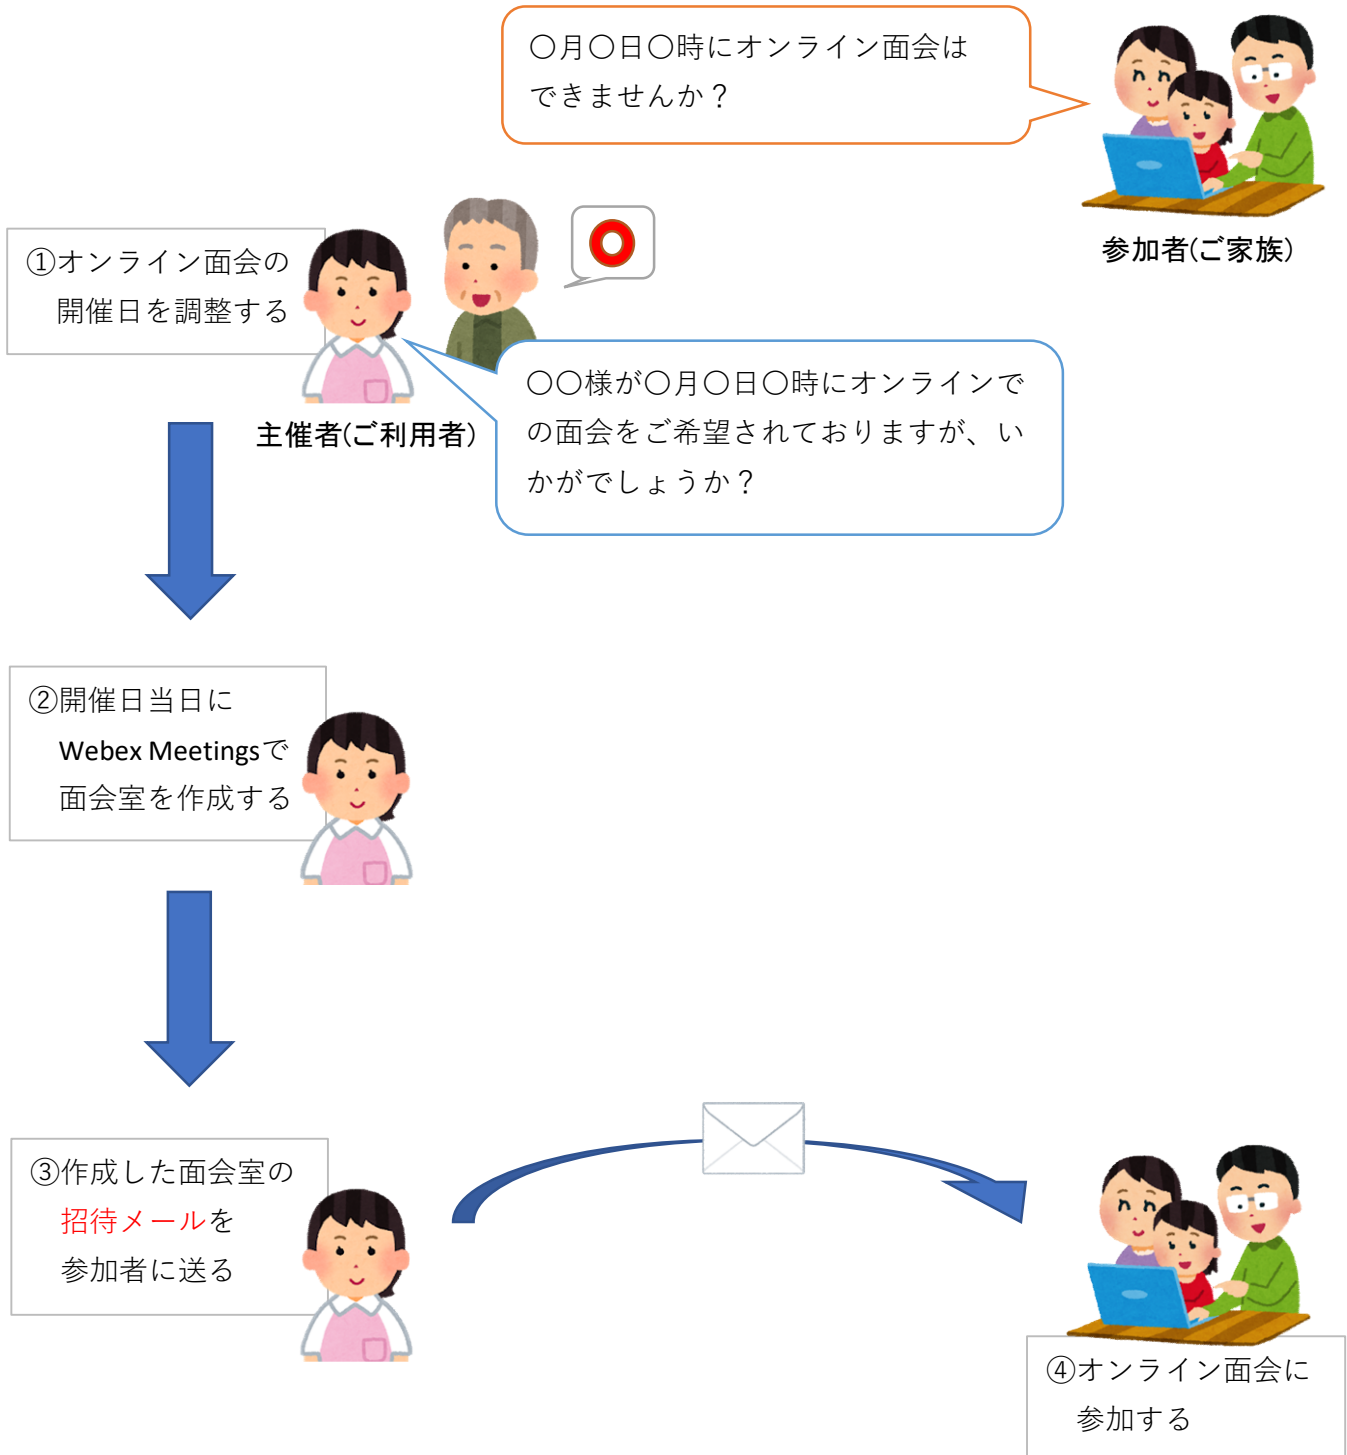 〇月〇日〇時にオンライン面会は
できませんか？
参加者(ご家族)
①オンライン面会の
開催日を調整する
主催者(ご利用者)
〇〇様が〇月〇日〇時にオンラインで
の面会をご希望されておりますが、い
かがでしょうか？
②開催日当日に
Webex Meetingsで
面会室を作成する
③作成した面会室の
招待メールを
参加者に送る
④オンライン面会に
参加する